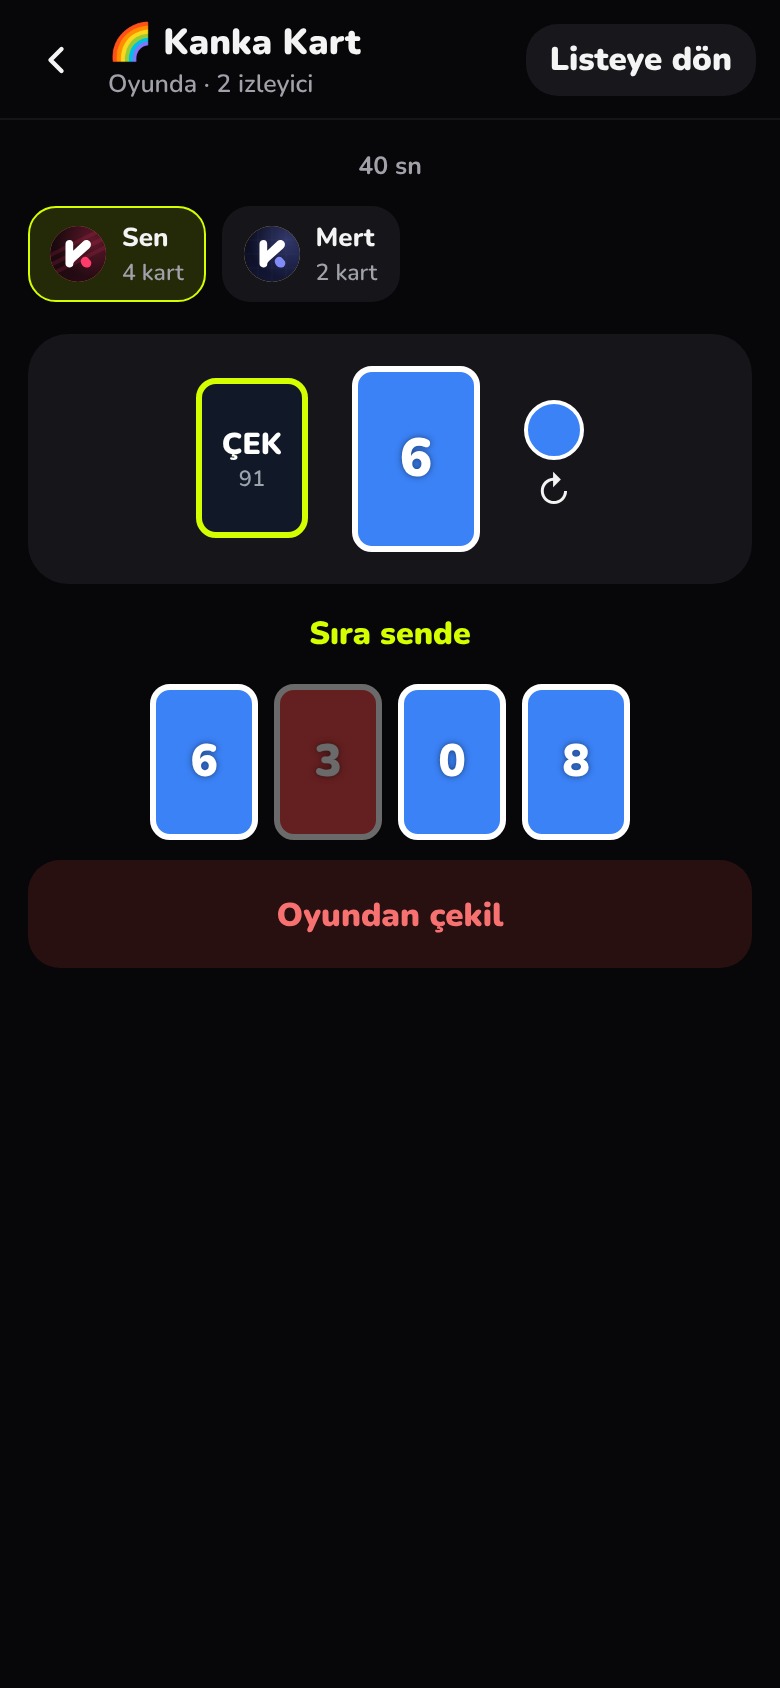 🌈 Kanka Kart
Oyunda · 2 izleyici
Listeye dön
40 sn
Sen
4 kart
Mert
2 kart
ÇEK
91
6
Sıra sende
6
3
0
8
Oyundan çekil